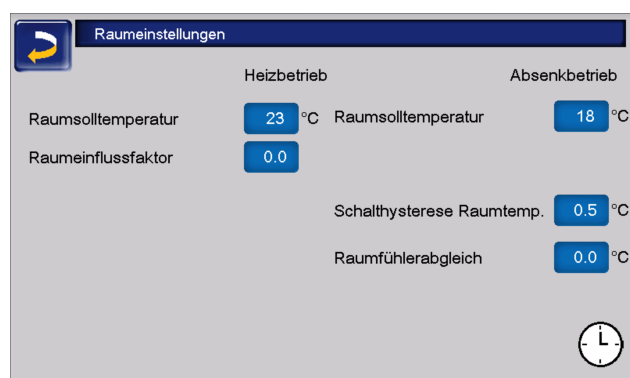 Raumeinstellungen
Heizbetrieb Absenkbetrieb
Raumsolltemperatur 23 °C Raumsolltemperatur 18 °C
Raumeinflussfaktor 0.0
Schalthysterese Raumtemp. 0.5 °C
Raumfühlerabgleich 0.0 °C